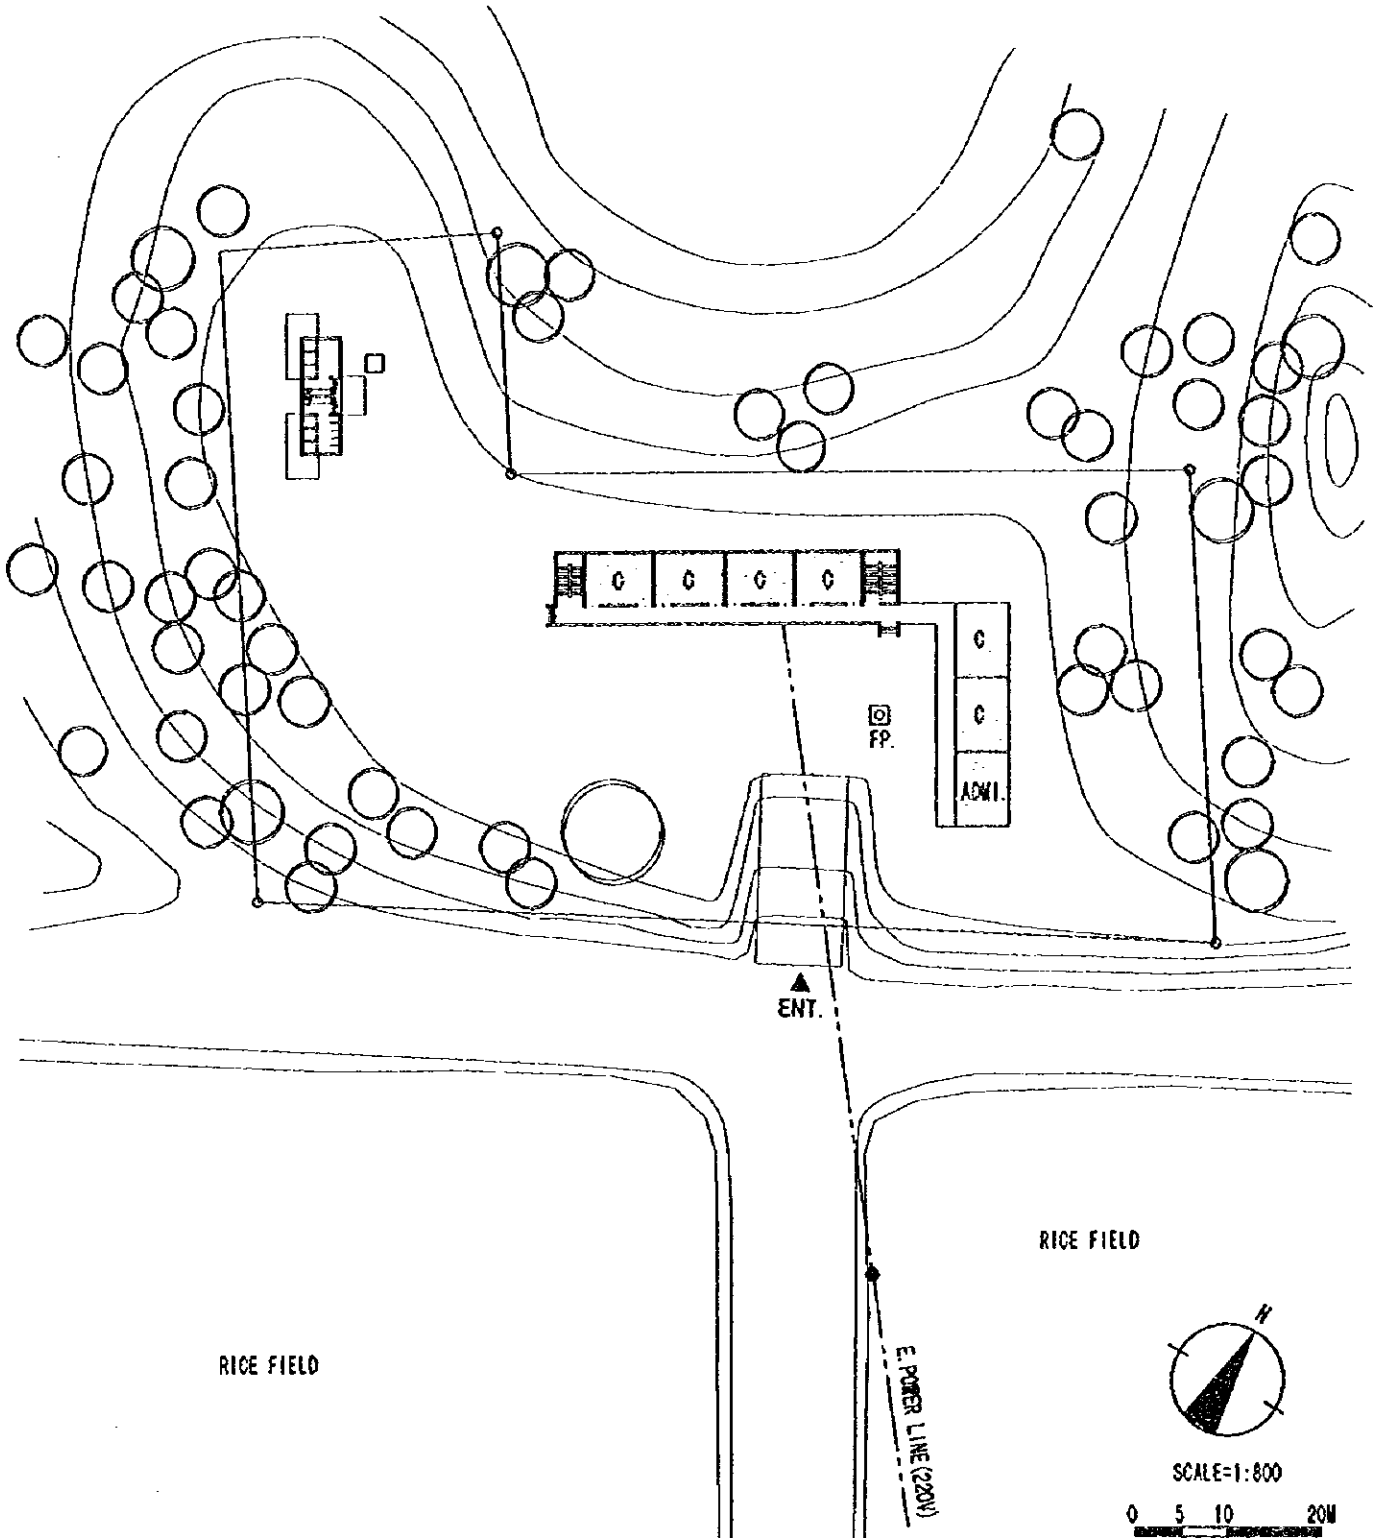 C C C C
C
C
FP.
ADMI.
ENT.
RICE FIELD
RICE FIELD
E.POWER LINE(220V)
N
SCALE=1:800
0 5 10 20M